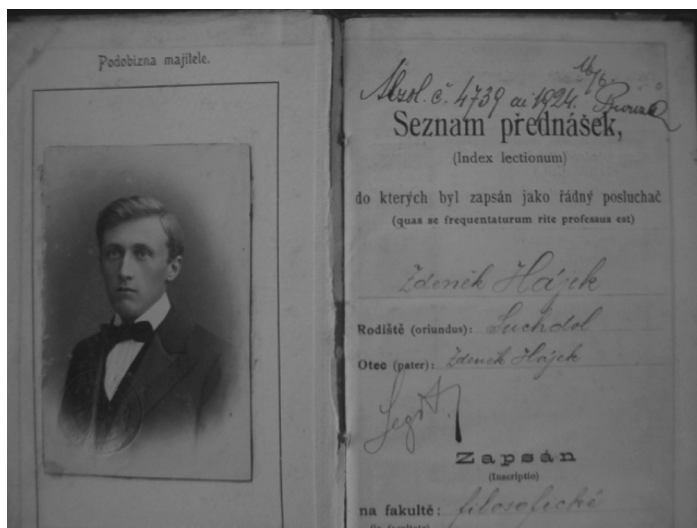 Podobizna majitele.
Absol. č. 4739 ai 1924.
Seznam přednášek,
(Index lectionum)
do kterých byl zapsán jako řádný posluchač
(quas se frequentaturum rite professus est)
Zdeněk Hájek
Rodiště (oriundus): Suchdol
Otec (pater): Zdeněk Hájek
Zapsán
(Inscriptio)
na fakultě: filosofické